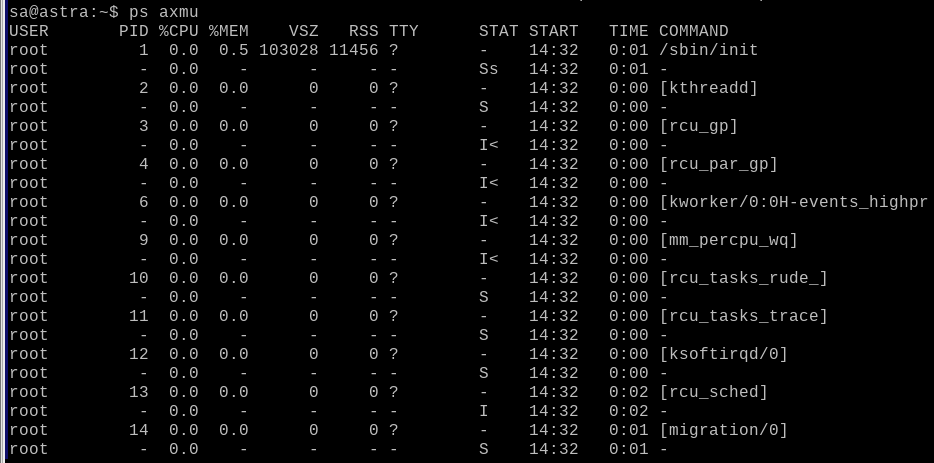 sa@astra:~$ ps axmu
USER       PID %CPU %MEM    VSZ   RSS TTY      STAT START   TIME COMMAND
root         1  0.0  0.5 103028 11456 ?        -    14:32   0:01 /sbin/init
root         -  0.0    -      -     - -        Ss   14:32   0:01 -
root         2  0.0  0.0      0     0 ?        -    14:32   0:00 [kthreadd]
root         -  0.0    -      -     - -        S    14:32   0:00 -
root         3  0.0  0.0      0     0 ?        -    14:32   0:00 [rcu_gp]
root         -  0.0    -      -     - -        I<   14:32   0:00 -
root         4  0.0  0.0      0     0 ?        -    14:32   0:00 [rcu_par_gp]
root         -  0.0    -      -     - -        I<   14:32   0:00 -
root         6  0.0  0.0      0     0 ?        -    14:32   0:00 [kworker/0:0H-events_highpr
root         -  0.0    -      -     - -        I<   14:32   0:00 -
root         9  0.0  0.0      0     0 ?        -    14:32   0:00 [mm_percpu_wq]
root         -  0.0    -      -     - -        I<   14:32   0:00 -
root        10  0.0  0.0      0     0 ?        -    14:32   0:00 [rcu_tasks_rude_]
root         -  0.0    -      -     - -        S    14:32   0:00 -
root        11  0.0  0.0      0     0 ?        -    14:32   0:00 [rcu_tasks_trace]
root         -  0.0    -      -     - -        S    14:32   0:00 -
root        12  0.0  0.0      0     0 ?        -    14:32   0:00 [ksoftirqd/0]
root         -  0.0    -      -     - -        S    14:32   0:00 -
root        13  0.0  0.0      0     0 ?        -    14:32   0:02 [rcu_sched]
root         -  0.0    -      -     - -        I    14:32   0:02 -
root        14  0.0  0.0      0     0 ?        -    14:32   0:01 [migration/0]
root         -  0.0    -      -     - -        S    14:32   0:01 -